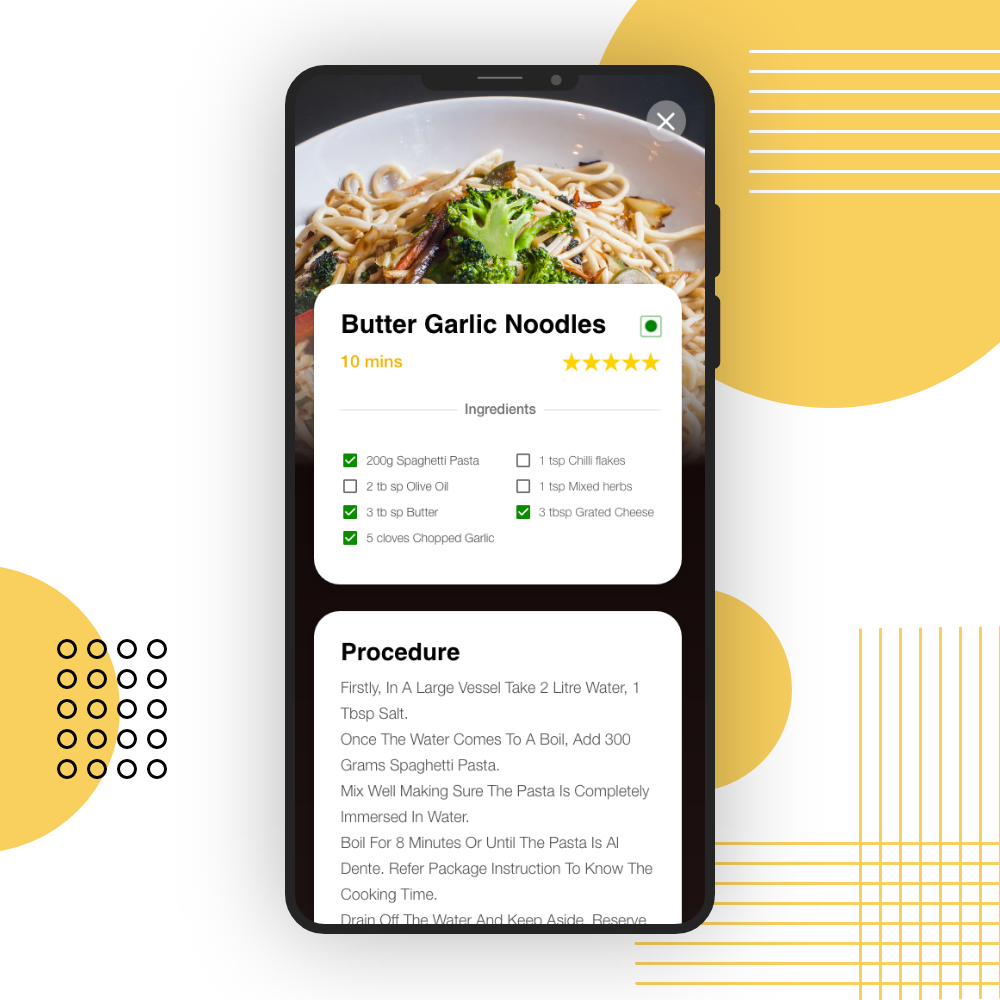 Butter Garlic Noodles
10 mins
Ingredients
200g Spaghetti Pasta
2 tb sp Olive Oil
3 tb sp Butter
5 cloves Chopped Garlic
1 tsp Chilli flakes
1 tsp Mixed herbs
3 tbsp Grated Cheese
Procedure
Firstly, In A Large Vessel Take 2 Litre Water, 1
Tbsp Salt.
Once The Water Comes To A Boil, Add 300
Grams Spaghetti Pasta.
Mix Well Making Sure The Pasta Is Completely
Immersed In Water.
Boil For 8 Minutes Or Until The Pasta Is Al
Dente. Refer Package Instruction To Know The
Cooking Time.
Drain Off The Water And Keep Aside. Reserve